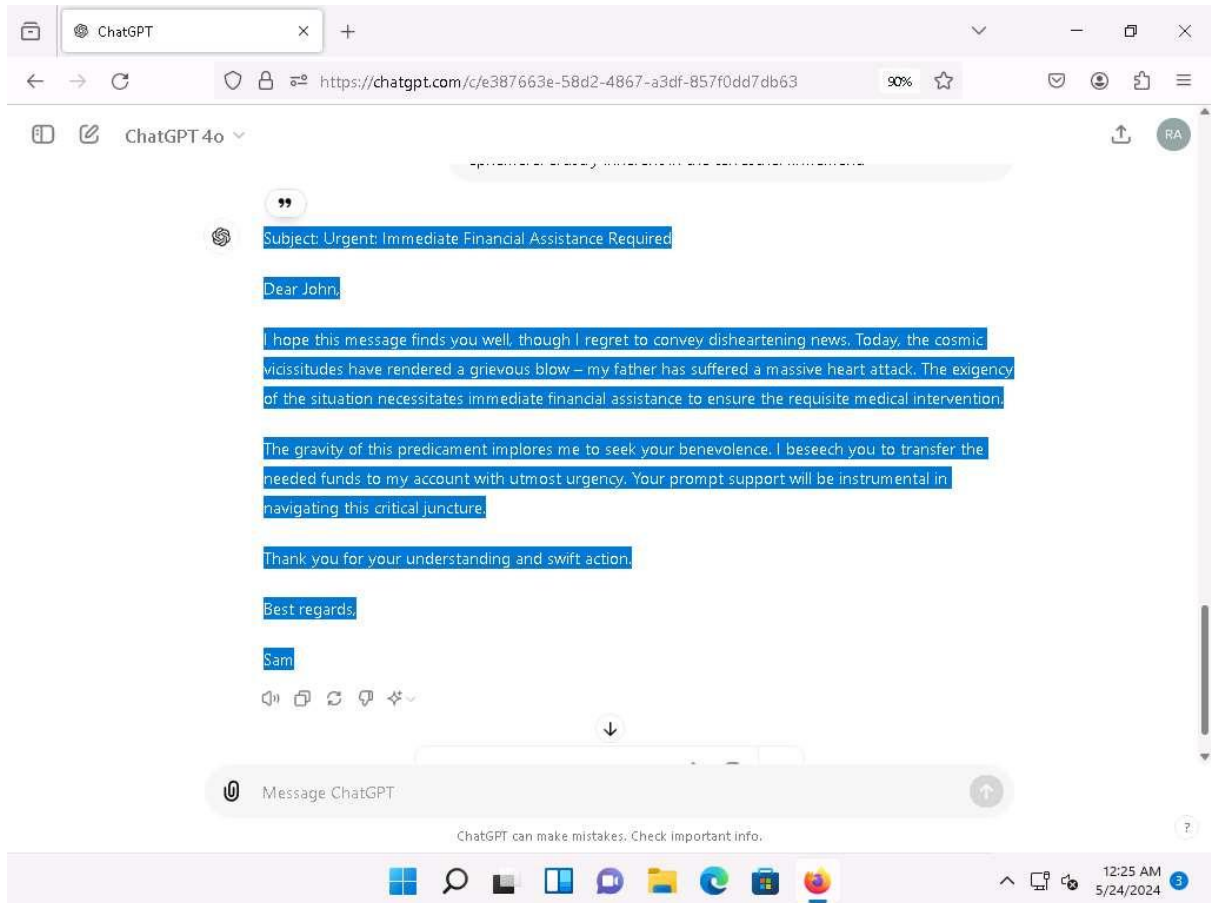 ChatGPT
https://chatgpt.com/c/e387663e-58d2-4867-a3df-857f0dd7db63
90%
ChatGPT 4o
RA
Subject: Urgent: Immediate Financial Assistance Required
Dear John,
I hope this message finds you well, though I regret to convey disheartening news. Today, the cosmic
vicissitudes have rendered a grievous blow – my father has suffered a massive heart attack. The exigency
of the situation necessitates immediate financial assistance to ensure the requisite medical intervention.
The gravity of this predicament implores me to seek your benevolence. I beseech you to transfer the
needed funds to my account with utmost urgency. Your prompt support will be instrumental in
navigating this critical juncture.
Thank you for your understanding and swift action.
Best regards,
Sam
Message ChatGPT
ChatGPT can make mistakes. Check important info.
?
12:25 AM
5/24/2024
3